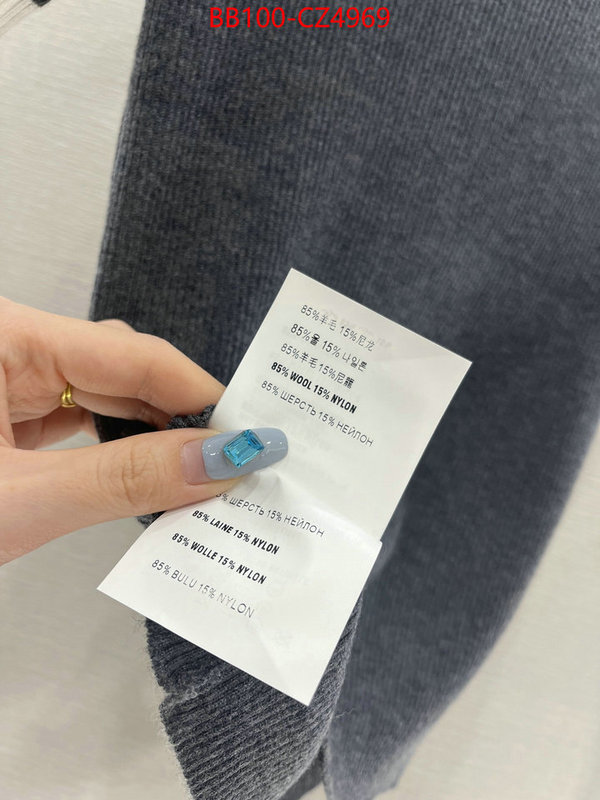 BB100-CZ4969
85%羊毛 15%尼龙
85%울 15% 나일론
85%羊毛 15%尼龍
85% WOOL 15% NYLON
85% ШЕРСТЬ 15% НЕЙЛОН
% ШЕРСТЬ 15% НЕЙЛОН
85% LAINE 15% NYLON
85% WOLLE 15% NYLON
85% BULU 15% NYLON